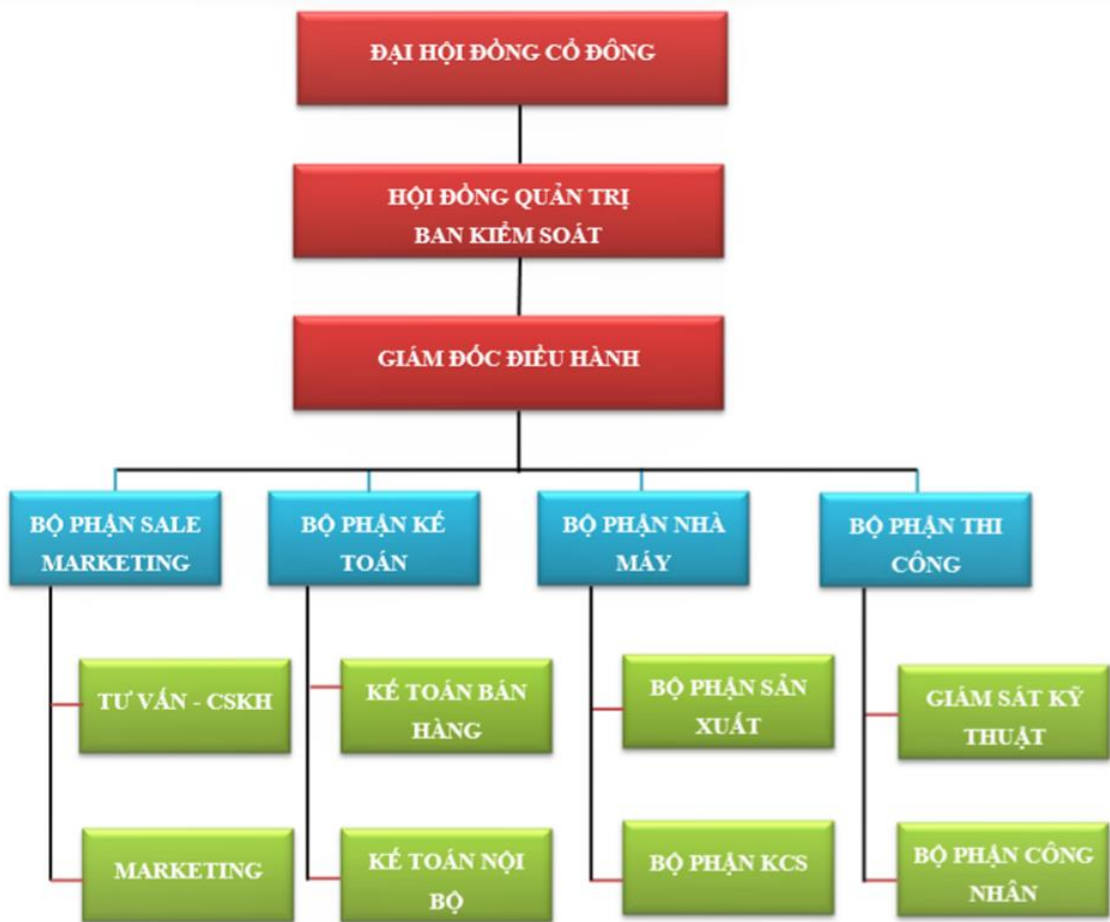 ĐẠI HỘI ĐỒNG CỔ ĐÔNG
HỘI ĐỒNG QUẢN TRỊ
BAN KIỂM SOÁT
GIÁM ĐỐC ĐIỀU HÀNH
BỘ PHẬN SALE
MARKETING
BỘ PHẬN KẾ
TOÁN
BỘ PHẬN NHÀ
MÁY
BỘ PHẬN THI
CÔNG
TƯ VẤN - CSKH
KẾ TOÁN BÁN
HÀNG
BỘ PHẬN SẢN
XUẤT
GIÁM SÁT KỸ
THUẬT
MARKETING
KẾ TOÁN NỘI
BỘ
BỘ PHẬN KCS
BỘ PHẬN CÔNG
NHÂN